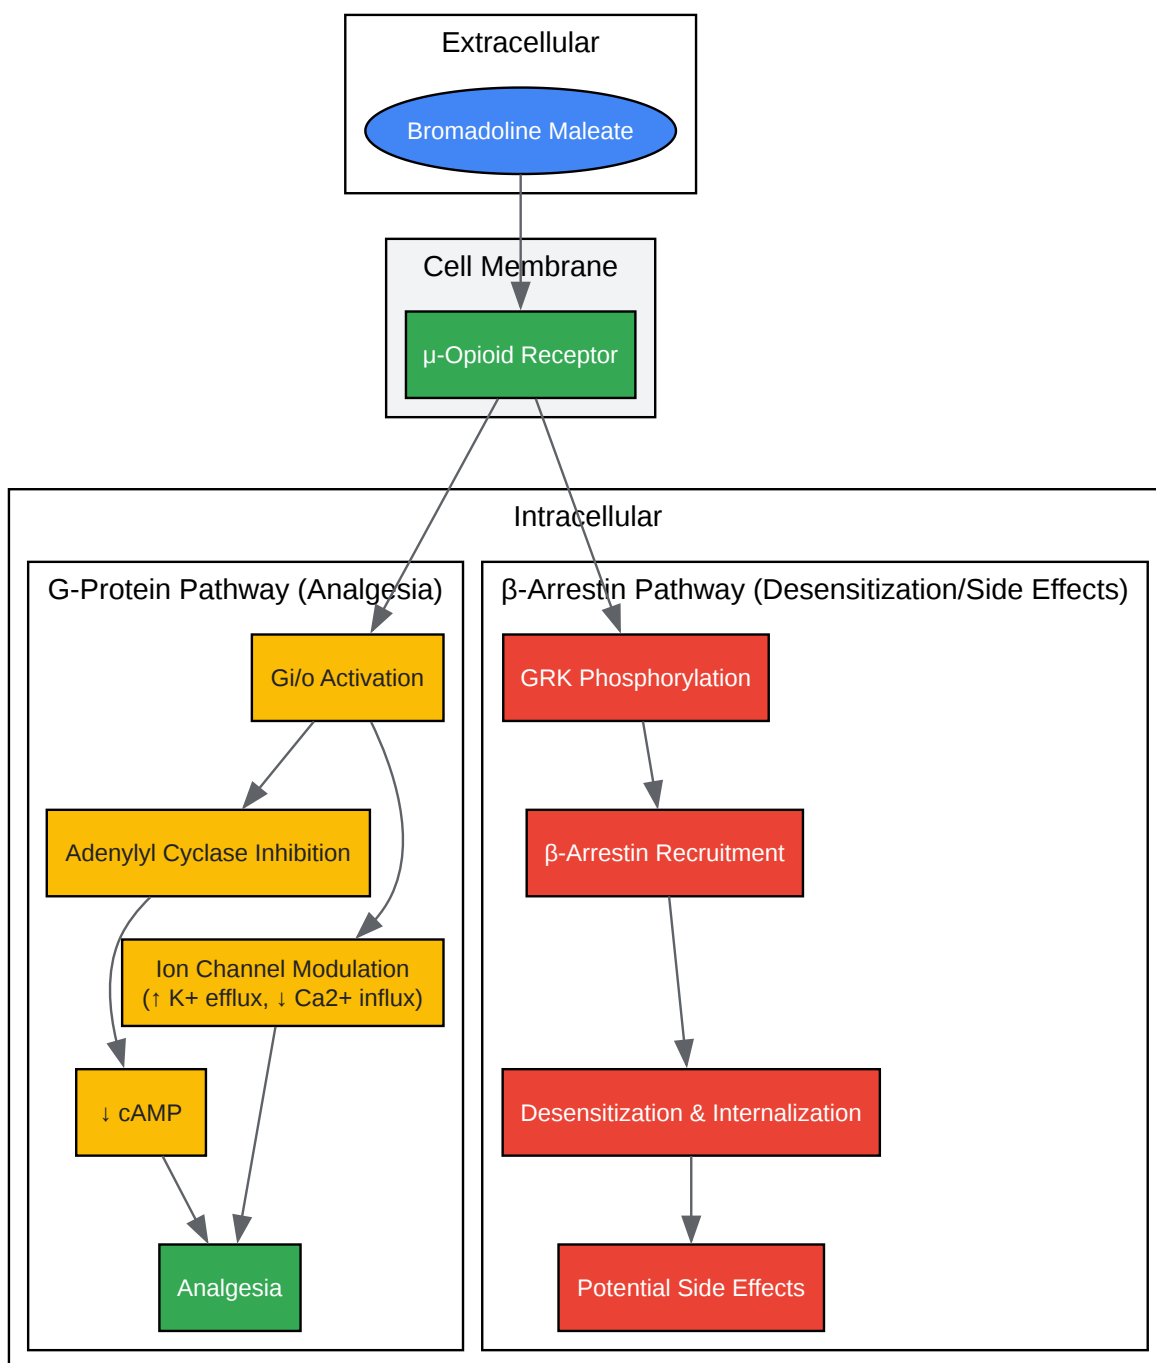 Extracellular
Bromadoline Maleate
Cell Membrane
μ-Opioid Receptor
Intracellular
G-Protein Pathway (Analgesia)
Gi/o Activation
Adenylyl Cyclase Inhibition
Ion Channel Modulation
(↑ K+ efflux, ↓ Ca2+ influx)
↓ cAMP
Analgesia
β-Arrestin Pathway (Desensitization/Side Effects)
GRK Phosphorylation
β-Arrestin Recruitment
Desensitization & Internalization
Potential Side Effects